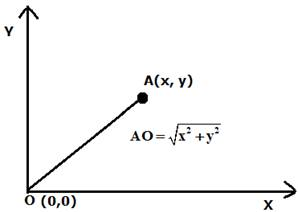 Y
A(x, y)
AO = √x² + y²
O (0,0)
X